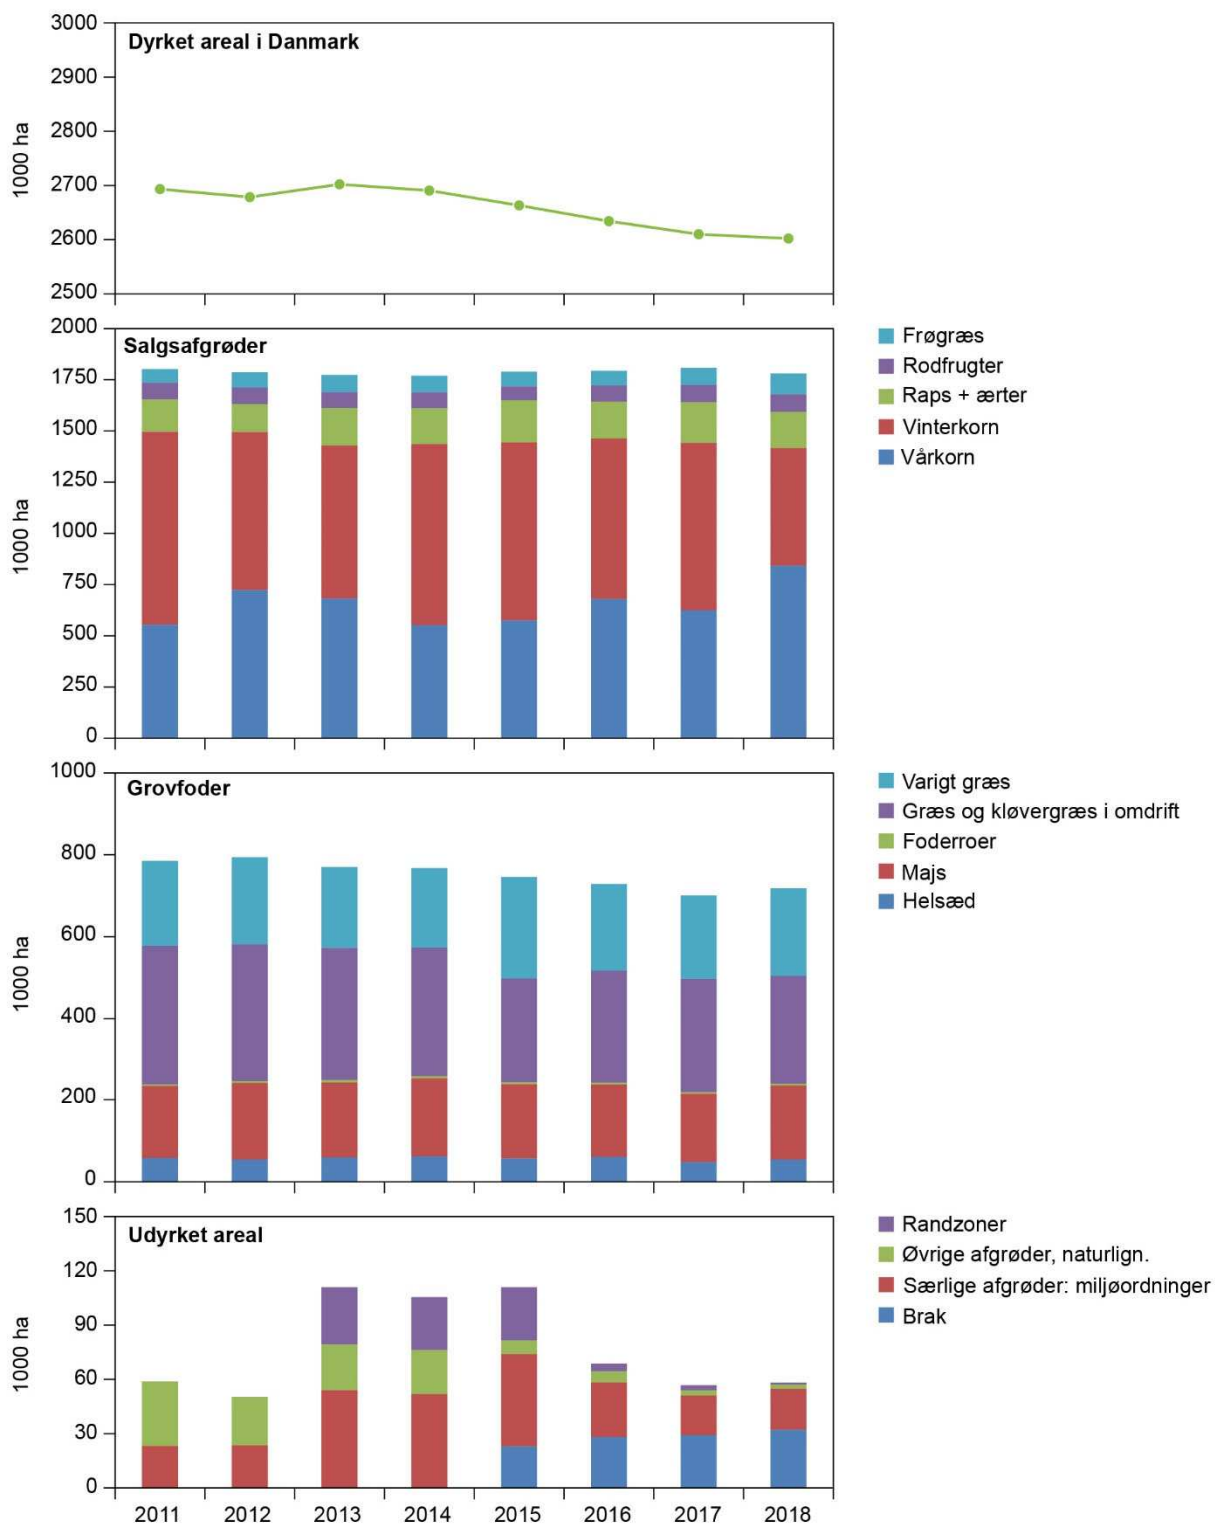 Dyrket areal i Danmark
3000
2900
2800
2700
2600
2500
1000 ha
Salgsafgrøder
2000
1750
1500
1250
1000
750
500
250
0
1000 ha
Frøgræs
Rodfrugter
Raps + ærter
Vinterkorn
Vårkorn
Grovfoder
1000
800
600
400
200
0
1000 ha
Varigt græs
Græs og kløvergræs i omdrift
Foderroer
Majs
Helsæd
Udyrket areal
150
120
90
60
30
0
1000 ha
Randzoner
Øvrige afgrøder, naturlign.
Særlige afgrøder: miljøordninger
Brak
2011 2012 2013 2014 2015 2016 2017 2018